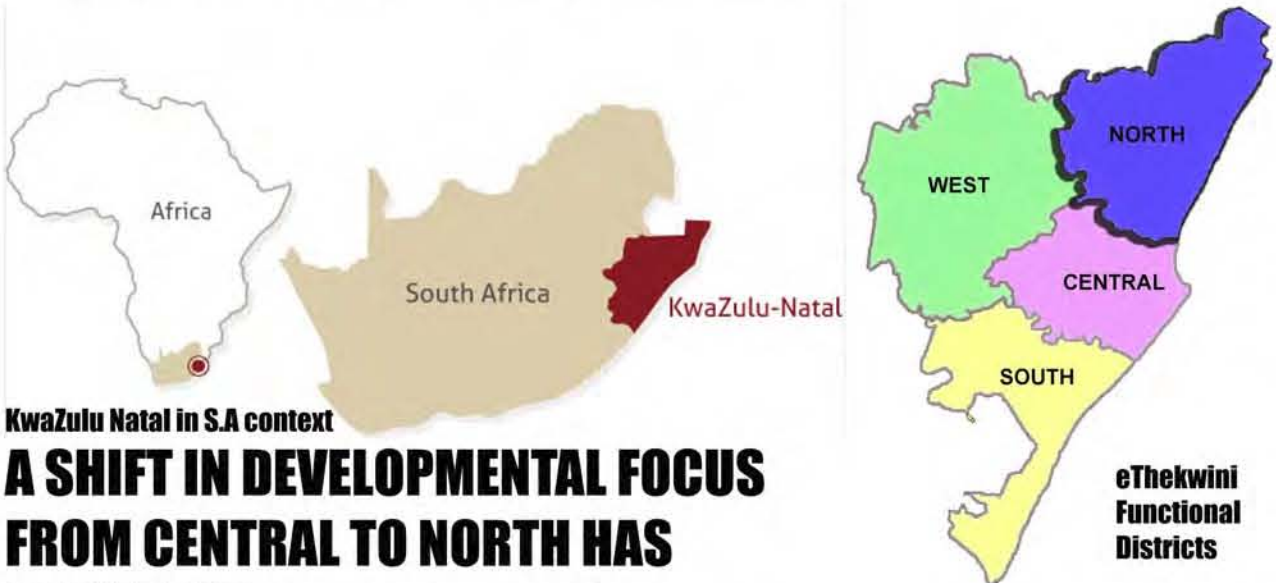 Africa
South Africa
KwaZulu-Natal
KwaZulu Natal in S.A context
A SHIFT IN DEVELOPMENTAL FOCUS
FROM CENTRAL TO NORTH HAS
NORTH
WEST
CENTRAL
SOUTH
eThekwini
Functional
Districts